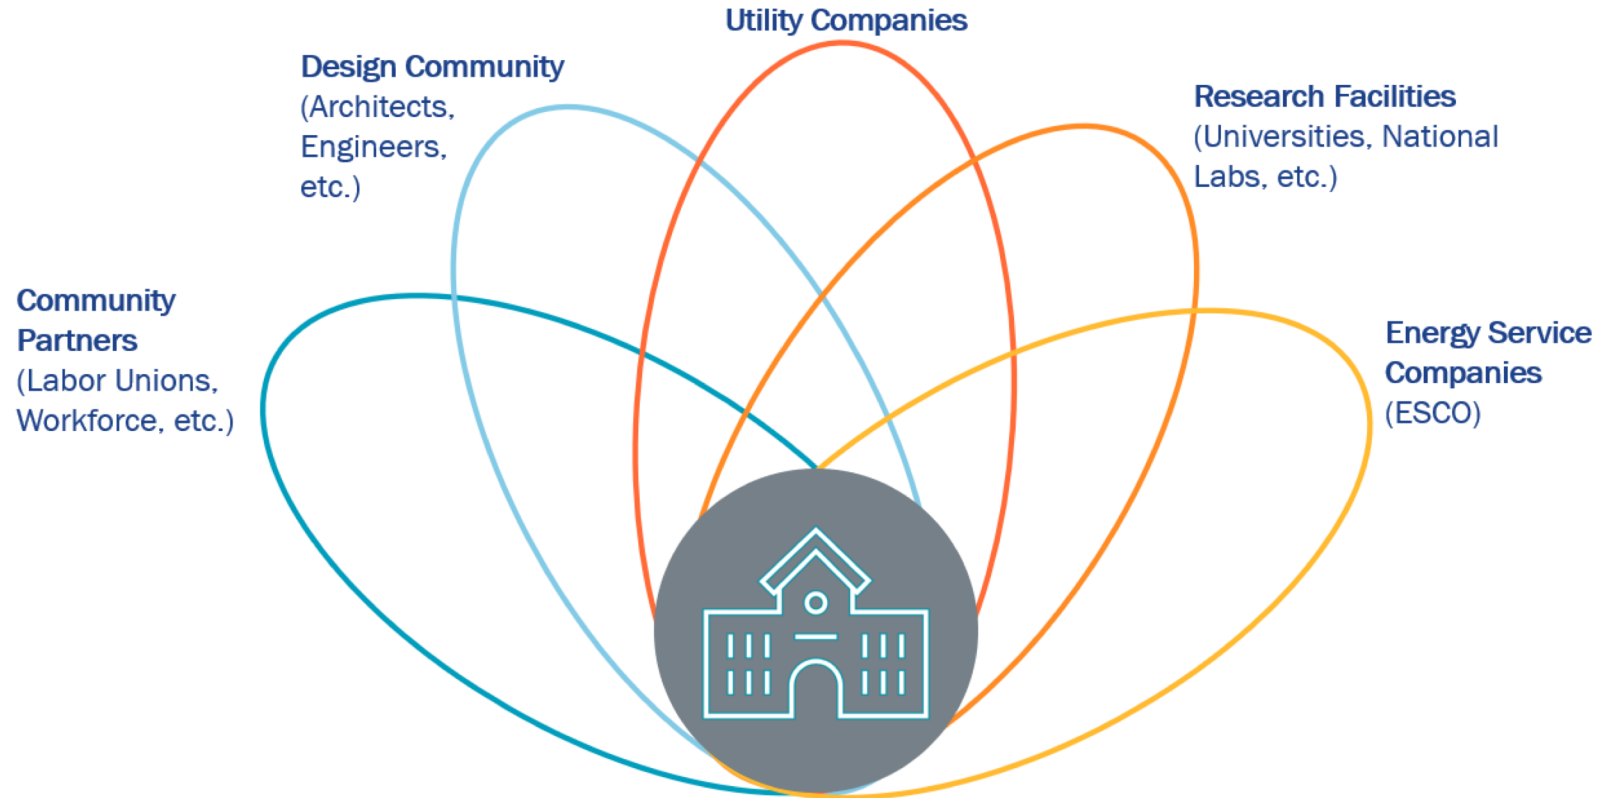 Utility Companies
Design Community
(Architects,
Engineers,
etc.)
Research Facilities
(Universities, National
Labs, etc.)
Community
Partners
(Labor Unions,
Workforce, etc.)
Energy Service
Companies
(ESCO)